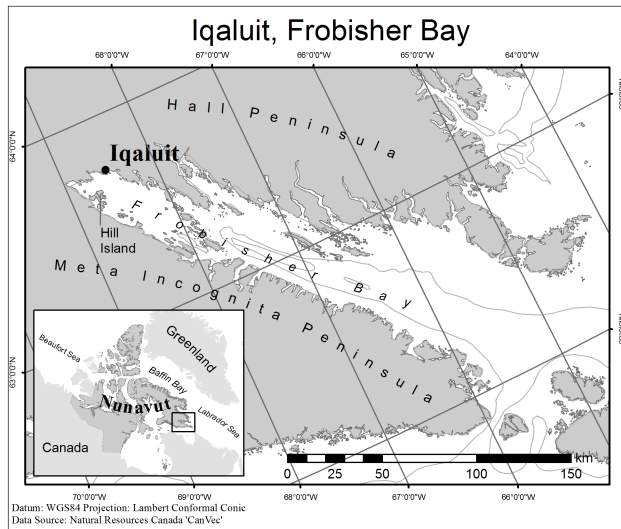 Iqaluit, Frobisher Bay
68°0'0"W 67°0'0"W 66°0'0"W 65°0'0"W 64°0'0"W
64°0'0"N
63°0'0"N
Hall Peninsula
Iqaluit
Frobisher Bay
Hill
Island
Meta Incognita Peninsula
Greenland
Beaufort Sea
Baffin Bay
Nunavut
Labrador Sea
Canada
km
0 25 50 100 150
70°0'0"W 69°0'0"W 68°0'0"W 67°0'0"W 66°0'0"W
Datum: WGS84 Projection: Lambert Conformal Conic
Data Source: Natural Resources Canada 'CanVec'